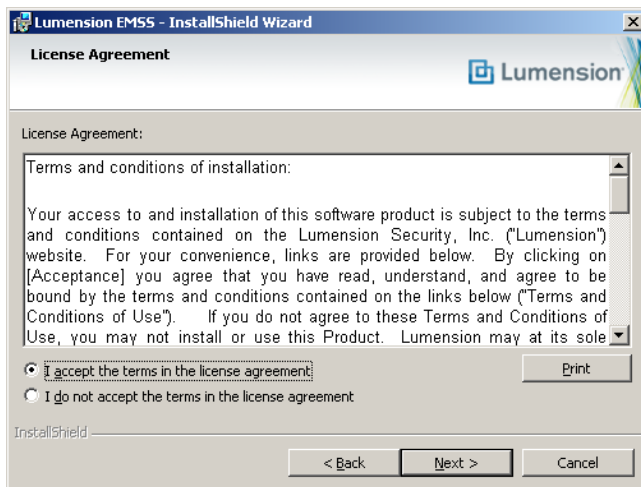 Lumension EMSS - InstallShield Wizard
License Agreement
Lumension
License Agreement:
Terms and conditions of installation:
Your access to and installation of this software product is subject to the terms
and conditions contained on the Lumension Security, Inc. ("Lumension")
website. For your convenience, links are provided below. By clicking on
[Acceptance] you agree that you have read, understand, and agree to be
bound by the terms and conditions contained on the links below ("Terms and
Conditions of Use"). If you do not agree to these Terms and Conditions of
Use, you may not install or use this Product. Lumension may at its sole
I accept the terms in the license agreement
Print
I do not accept the terms in the license agreement
InstallShield
< Back Next > Cancel